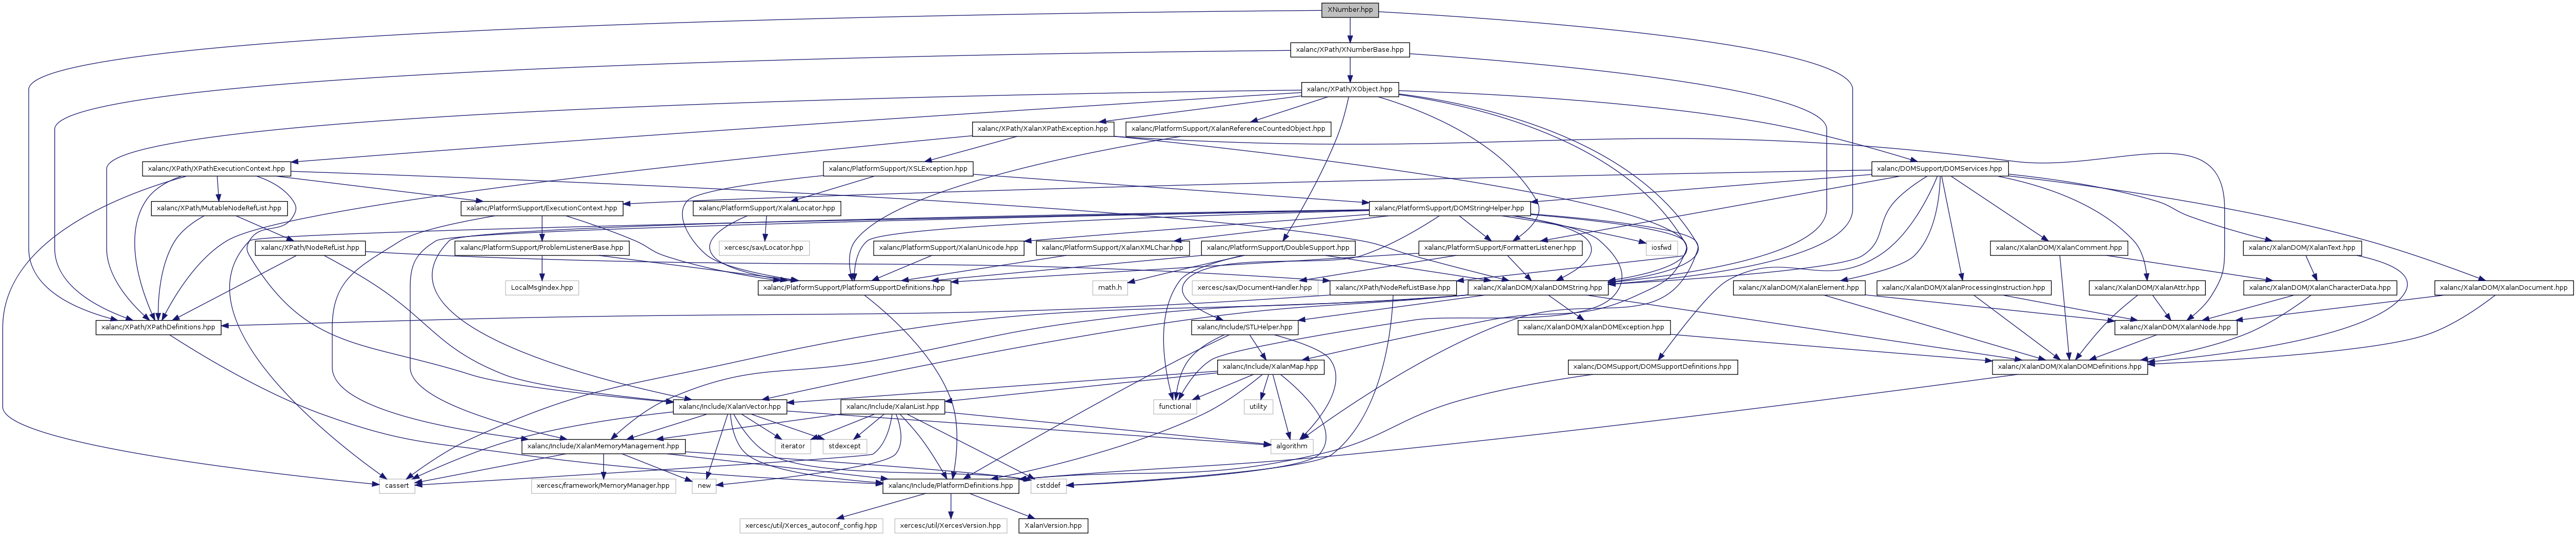 XNumber.hpp
xalanc/XPath/XNumberBase.hpp
xalanc/XPath/XObject.hpp
xalanc/XPath/XalanXPathException.hpp
xalanc/PlatformSupport/XalanReferenceCountedObject.hpp
xalanc/XPath/XPathExecutionContext.hpp
xalanc/PlatformSupport/XSLException.hpp
xalanc/DOMSupport/DOMServices.hpp
xalanc/XPath/MutableNodeRefList.hpp
xalanc/PlatformSupport/ExecutionContext.hpp
xalanc/PlatformSupport/XalanLocator.hpp
xalanc/PlatformSupport/DOMStringHelper.hpp
xalanc/XPath/NodeRefList.hpp
xalanc/PlatformSupport/ProblemListenerBase.hpp
xercesc/sax/Locator.hpp
xalanc/PlatformSupport/XalanUnicode.hpp
xalanc/PlatformSupport/XalanXMLChar.hpp
xalanc/PlatformSupport/DoubleSupport.hpp
xalanc/PlatformSupport/FormatterListener.hpp
iosfwd
xalanc/XalanDOM/XalanComment.hpp
xalanc/XalanDOM/XalanText.hpp
LocalMsgIndex.hpp
xalanc/PlatformSupport/PlatformSupportDefinitions.hpp
math.h
xercesc/sax/DocumentHandler.hpp
xalanc/XPath/NodeRefListBase.hpp
xalanc/XalanDOM/XalanDOMString.hpp
xalanc/XalanDOM/XalanElement.hpp
xalanc/XalanDOM/XalanProcessingInstruction.hpp
xalanc/XalanDOM/XalanAttr.hpp
xalanc/XalanDOM/XalanCharacterData.hpp
xalanc/XalanDOM/XalanDocument.hpp
xalanc/XPath/XPathDefinitions.hpp
xalanc/Include/STLHelper.hpp
xalanc/XalanDOM/XalanDOMException.hpp
xalanc/XalanDOM/XalanNode.hpp
xalanc/Include/XalanMap.hpp
xalanc/DOMSupport/DOMSupportDefinitions.hpp
xalanc/XalanDOM/XalanDOMDefinitions.hpp
xalanc/Include/XalanVector.hpp
xalanc/Include/XalanList.hpp
functional
utility
xalanc/Include/XalanMemoryManagement.hpp
iterator
stdexcept
algorithm
cassert
xercesc/framework/MemoryManager.hpp
new
xalanc/Include/PlatformDefinitions.hpp
cstddef
xercesc/util/Xerces_autoconf_config.hpp
xercesc/util/XercesVersion.hpp
XalanVersion.hpp